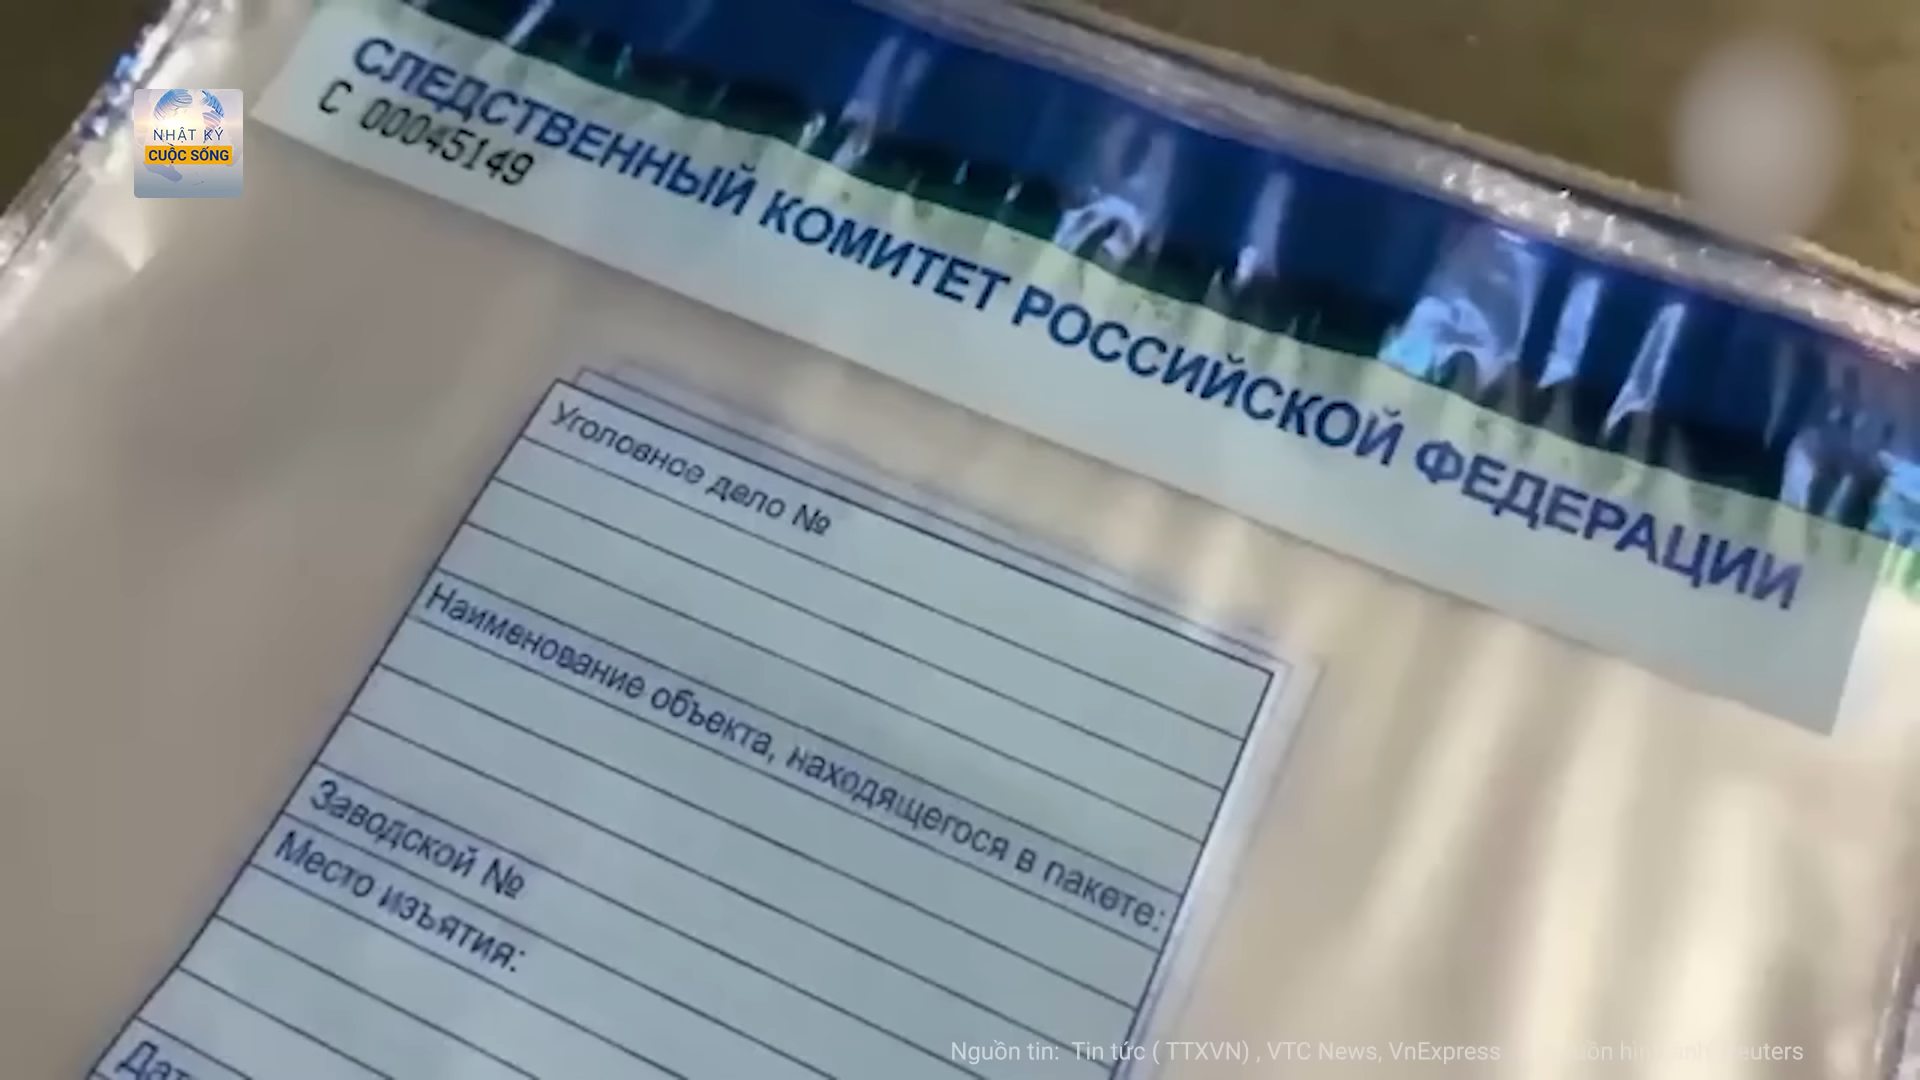 NHẬT KÝ
CUỘC SỐNG
СЛЕДСТВЕННЫЙ КОМИТЕТ РОССИЙСКОЙ ФЕДЕРАЦИИ
С 00045149
Уголовное дело №
Наименование объекта, находящегося в пакете:
Заводской №
Место изъятия:
Nguồn tin: Tin tức ( TTXVN) , VTC News, VnExpress